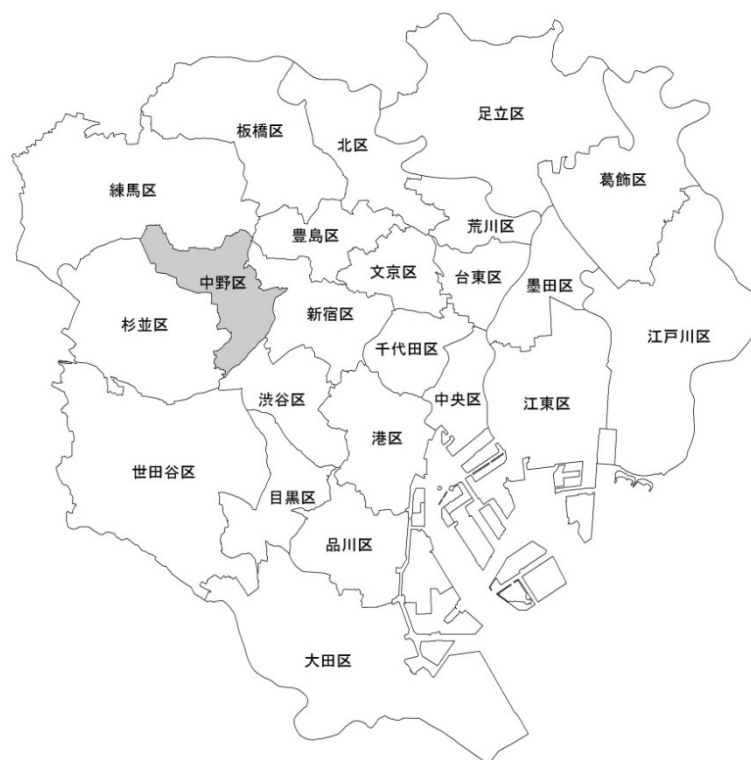 足立区
板橋区
北区
葛飾区
練馬区
荒川区
豊島区
文京区
台東区
墨田区
中野区
新宿区
杉並区
江戸川区
千代田区
渋谷区
中央区
江東区
港区
世田谷区
目黒区
品川区
大田区